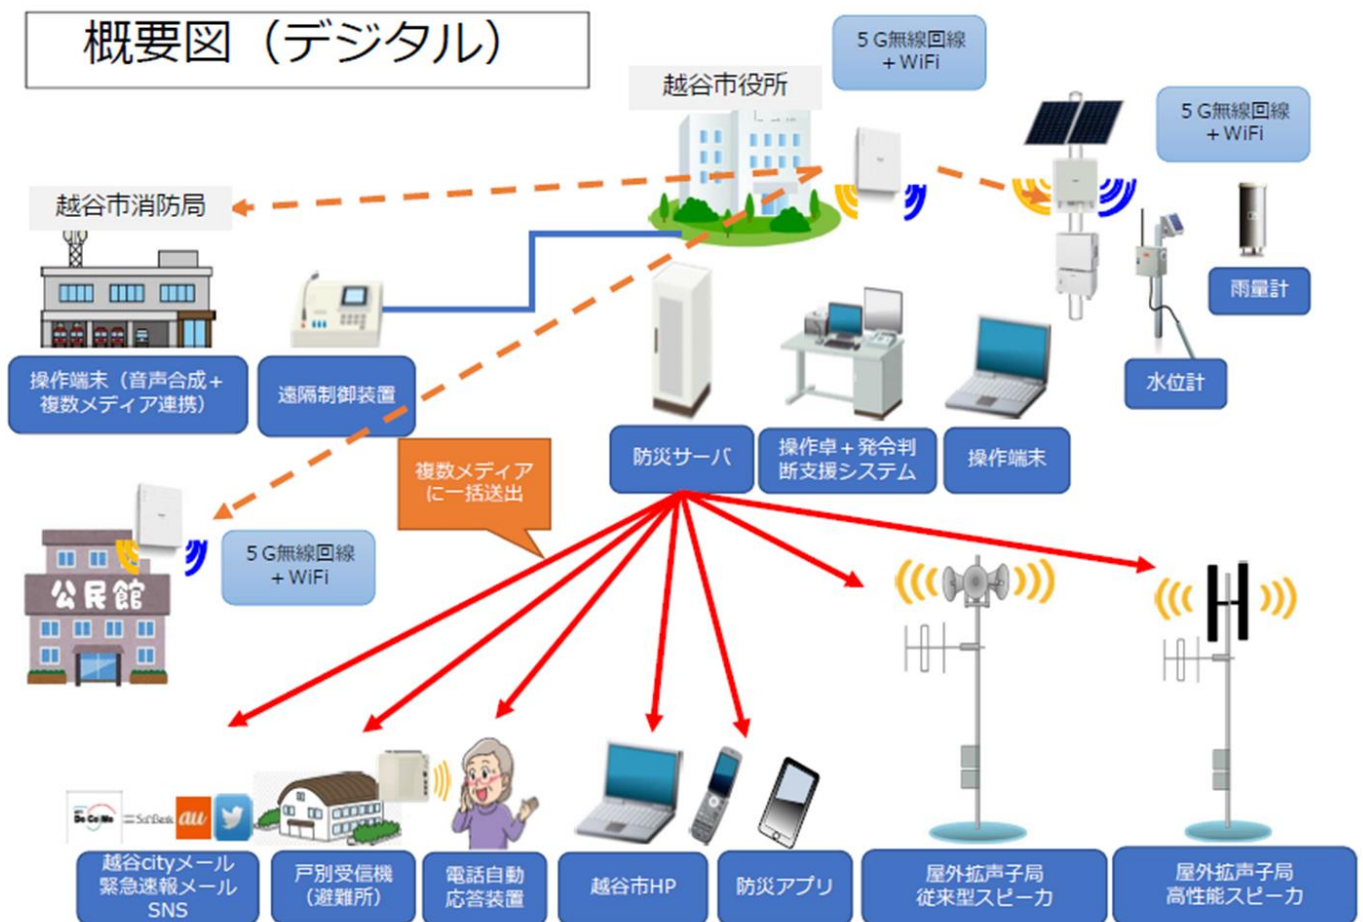 概要図（デジタル）
5G無線回線
+WiFi
越谷市役所
5G無線回線
+WiFi
越谷市消防局
雨量計
操作端末（音声合成＋
複数メディア連携）
遠隔制御装置
水位計
防災サーバ
操作卓＋発令判
断支援システム
操作端末
複数メディア
に一括送出
5G無線回線
+WiFi
公民館
DoCoMo
SoftBank
au
越谷cityメール
緊急速報メール
SNS
戸別受信機
（避難所）
電話自動
応答装置
越谷市HP
防災アプリ
屋外拡声子局
従来型スピーカ
屋外拡声子局
高性能スピーカ